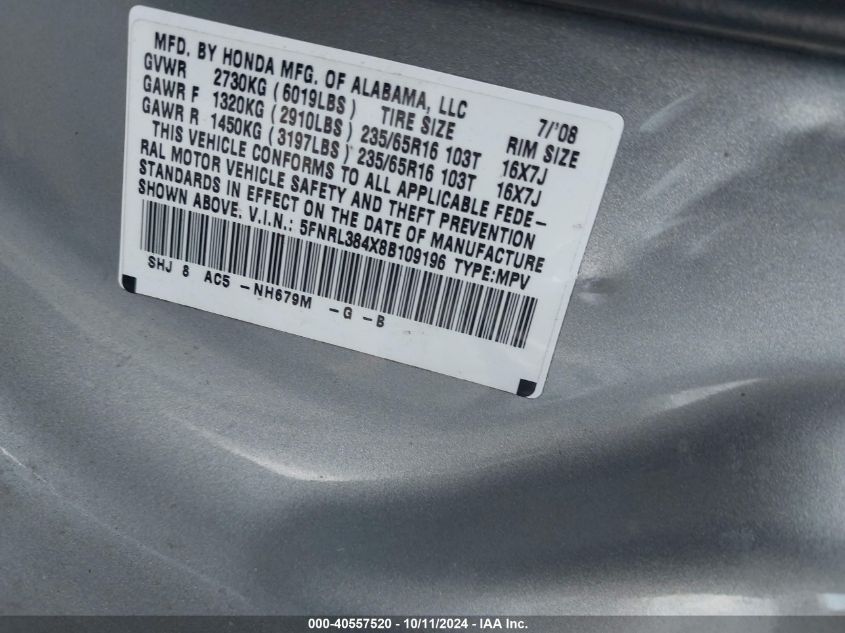 MFD. BY HONDA MFG. OF ALABAMA, LLC 7/'08
GVWR 2730KG (6019LBS) TIRE SIZE RIM SIZE
GAWR F 1320KG (2910LBS) 235/65R16 103T 16X7J
GAWR R 1450KG (3197LBS) 235/65R16 103T 16X7J
THIS VEHICLE CONFORMS TO ALL APPLICABLE FEDE-
RAL MOTOR VEHICLE SAFETY AND THEFT PREVENTION
STANDARDS IN EFFECT ON THE DATE OF MANUFACTURE
SHOWN ABOVE. V.I.N.: 5FNRL384X8B109196 TYPE:MPV
SHJ 8 AC5 -NH679M -G -B
000-40557520 - 10/11/2024 - IAA Inc.